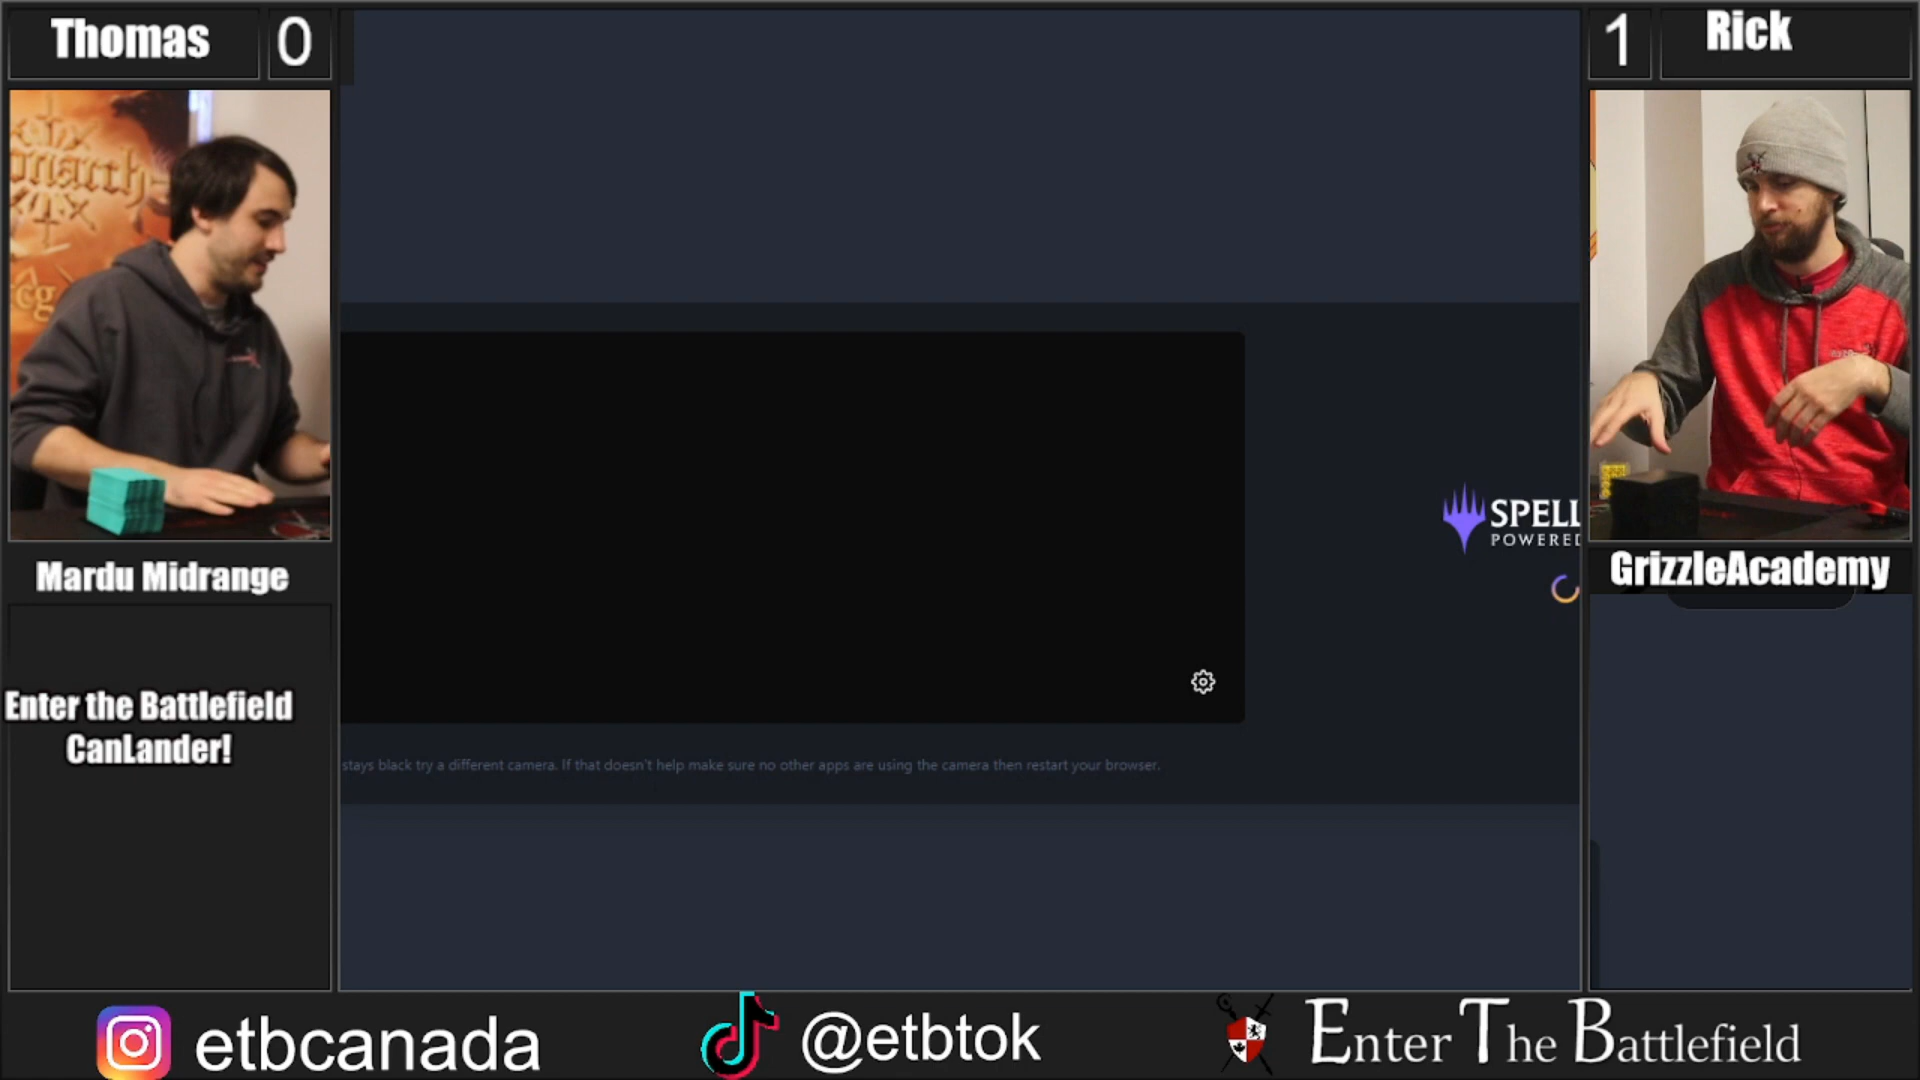 Thomas 0
1 Rick
onarch
cg
SPELL
POWERED
Mardu Midrange
GrizzleAcademy
Enter the Battlefield
CanLander!
stays black try a different camera. If that doesn't help make sure no other apps are using the camera then restart your browser.
etbcanada
@etbtok
Enter The Battlefield